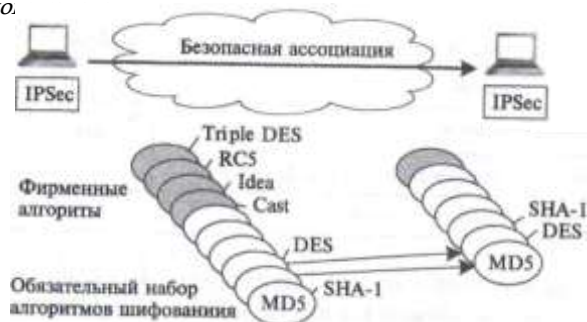 Безопасная ассоциация
IPSec
IPSec
Triple DES
RC5
Idea
Cast
Фирменные
алгориты
SHA-1
DES
DES
MD5
Обязательный набор
алгоритмов шифованиия
SHA-1
MD5